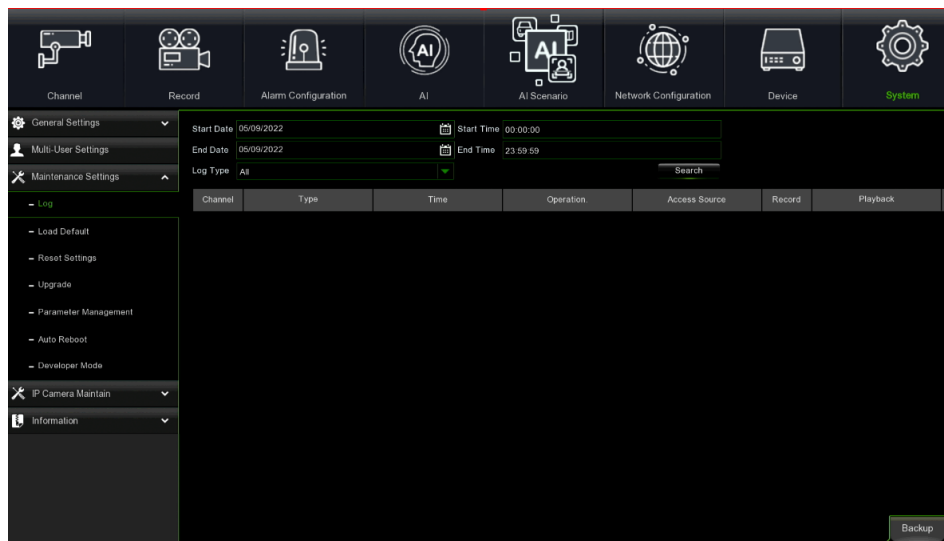 Channel
Record
Alarm Configuration
AI
AI Scenario
Network Configuration
Device
System
AI
AI
General Settings
Multi-User Settings
Maintenance Settings
– Log
– Load Default
– Reset Settings
– Upgrade
– Parameter Management
– Auto Reboot
– Developer Mode
IP Camera Maintain
Information
Start Date 05/09/2022 Start Time 00:00:00
End Date 05/09/2022 End Time 23:59:59
Log Type All Search
Channel Type Time Operation. Access Source Record Playback
Backup